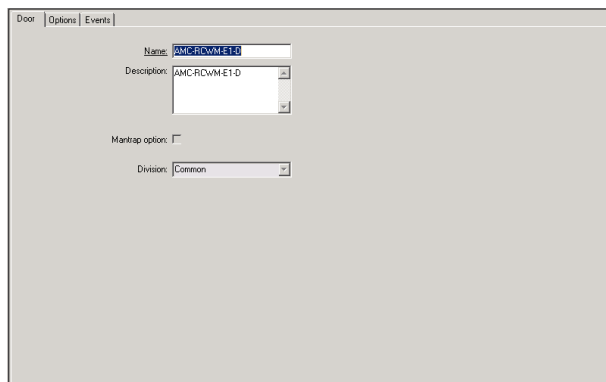 Door Options Events
Name: AMC-RCWM-E1-D
Description: AMC-RCWM-E1-D
Mantrap option:
Division: Common